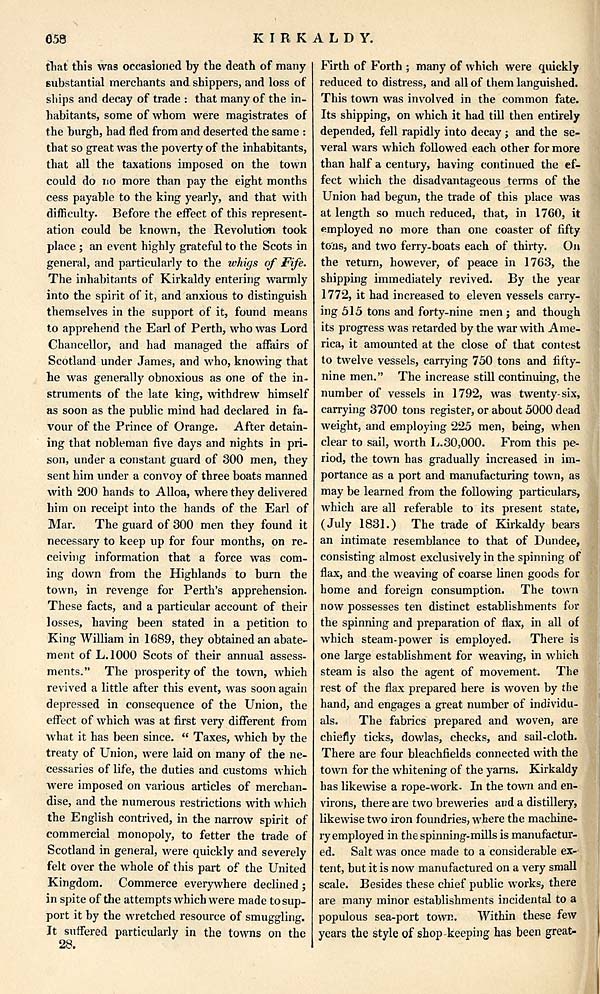 658
KIRKALDY.
that this was occasioned by the death of many
substantial merchants and shippers, and loss of
ships and decay of trade : that many of the in-
habitants, some of whom were magistrates of
the burgh, had fled from and deserted the same :
that so great was the poverty of the inhabitants,
that all the taxations imposed on the town
could do no more than pay the eight months
cess payable to the king yearly, and that with
difficulty. Before the effect of this represent-
ation could be known, the Revolution took
place ; an event highly grateful to the Scots in
general, and particularly to the whigs of Fife.
The inhabitants of Kirkaldy entering warmly
into the spirit of it, and anxious to distinguish
themselves in the support of it, found means
to apprehend the Earl of Perth, who was Lord
Chancellor, and had managed the affairs of
Scotland under James, and who, knowing that
he was generally obnoxious as one of the in-
struments of the late king, withdrew himself
as soon as the public mind had declared in fa-
vour of the Prince of Orange. After detain-
ing that nobleman five days and nights in pri-
son, under a constant guard of 300 men, they
sent him under a convoy of three boats manned
with 200 hands to Alloa, where they delivered
him on receipt into the hands of the Earl of
Mar. The guard of 300 men they found it
necessary to keep up for four months, on re-
ceiving information that a force was com-
ing down from the Highlands to burn the
town, in revenge for Perth's apprehension.
These facts, and a particular account of their
losses, having been stated in a petition to
King William in 1689, they obtained an abate-
ment of L.1000 Scots of their annual assess-
ments." The prosperity of the town, which
revived a little after this event, was soon again
depressed in consequence of the Union, the
effect of which was at first very different from
what it has been since. " Taxes, which by the
treaty of Union, were laid on many of the ne-
cessaries of life, the duties and customs which
were imposed on various articles of merchan-
dise, and the numerous restrictions with which
the English contrived, in the narrow spirit of
commercial monopoly, to fetter the trade of
Scotland in general, were quickly and severely
felt over the whole of this part of the United
Kingdom. Commerce everywhere declined ;
in spite of the attempts which were made to sup-
port it by the wretched resource of smuggling.
It suffered particularly in the towns on the
28.
Firth of Forth ; many of which were quickly
reduced to distress, and all of them languished.
This town was involved in the common fate.
Its shipping, on which it had till then entirely
depended, fell rapidly into decay ; and the se-
veral wars which followed each other for more
than half a century, having continued the ef-
fect which the disadvantageous terms of the
Union had begun, the trade of this place was
at length so much reduced, that, in 1760, it
employed no more than one coaster of fifty
tons, and two ferry-boats each of thirty. On
the return, however, of peace in 1763, the
shipping immediately revived. By the year
1772, it had increased to eleven vessels carry-
ing 515 tons and forty-nine men ; and though
its progress was retarded by the war with Ame-
rica, it amounted at the close of that contest
to twelve vessels, carrying 750 tons and fifty-
nine men." The increase still continuing, the
number of vessels in 1792, was twenty-six,
carrying 3700 tons register, or about 5000 dead
weight, and employing 225 men, being, when
clear to sail, worth L.30,000. From this pe-
riod, the town has gradually increased in im-
portance as a port and manufacturing town, as
may be learned from the following particulars,
which are all referable to its present state,
(July 1831.) The trade of Kirkaldy bears
an intimate resemblance to that of Dundee,
consisting almost exclusively in the spinning of
flax, and the weaving of coarse linen goods for
home and foreign consumption. The town
now possesses ten distinct establishments for
the spinning and preparation of flax, in all of
which steam-power is employed. There is
one large establishment for weaving, in which
steam is also the agent of movement. The
rest of the flax prepared here is woven by the
hand, and engages a great number of individu-
als. The fabrics prepared and woven, are
chiefly ticks, dowlas, checks, and sail-cloth.
There are four bleachfields connected with the
town for the whitening of the yarns. Kirkaldy
has likewise a rope-work. In the town and en-
virons, there are two breweries and a distillery,
likewise two iron foundries, where the machine-
ry employed in the spinning-mills is manufactur-
ed. Salt was once made to a considerable ex-
tent, but it is now manufactured on a very small
scale. Besides these chief public works, there
are many minor establishments incidental to a
populous sea-port town. Within these few
years the style of shop-keeping has been great-